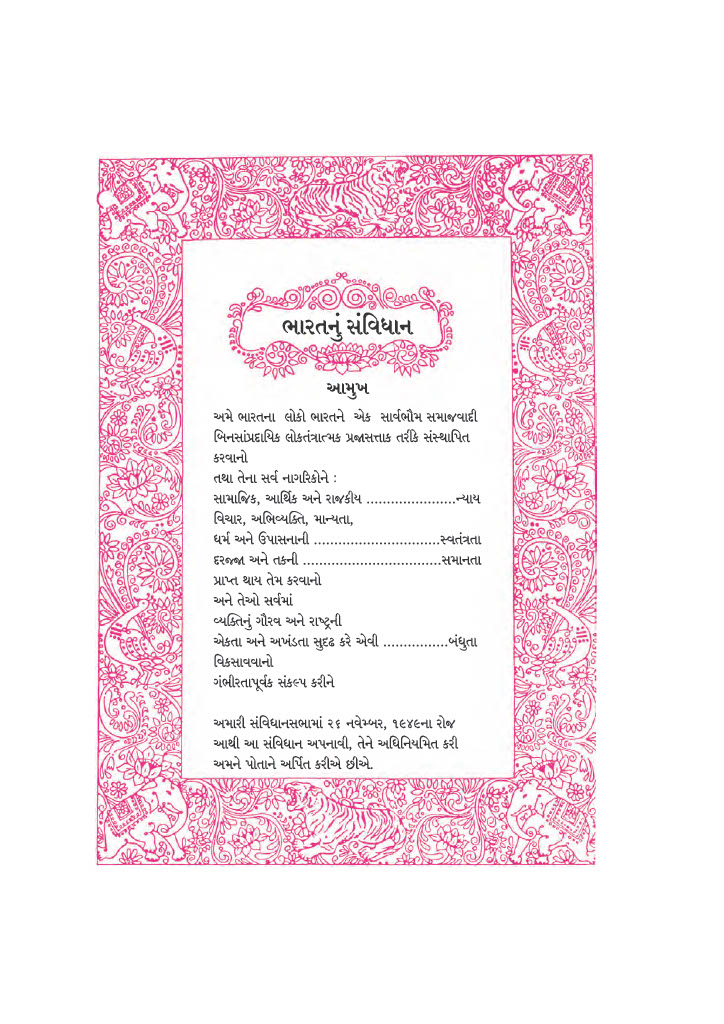 ભારતનું સંવિધાન
આમુખ
અમે ભારતના લોકો ભારતને એક સાર્વભૌમ સમાજવાદી
બિનસાંપ્રદાયિક લોકતંત્રાત્મક પ્રજાસત્તાક તરીકે સંસ્થાપિત
કરવાનો
તથા તેના સર્વ નાગરિકોને :
સામાજિક, આર્થિક અને રાજકીય ......................ન્યાય
વિચાર, અભિવ્યક્તિ, માન્યતા,
ધર્મ અને ઉપાસનાની ...............................સ્વતંત્રતા
દરજ્જા અને તકની ..................................સમાનતા
પ્રાપ્ત થાય તેમ કરવાનો
અને તેઓ સર્વમાં
વ્યક્તિનું ગૌરવ અને રાષ્ટ્રની
એકતા અને અખંડતા સુદૃઢ કરે એવી ................બંધુતા
વિકસાવવાનો
ગંભીરતાપૂર્વક સંકલ્પ કરીને
અમારી સંવિધાનસભામાં ૨૬ નવેમ્બર, ૧૯૪૯ના રોજ
આથી આ સંવિધાન અપનાવી, તેને અધિનિયમિત કરી
અમને પોતાને અર્પિત કરીએ છીએ.